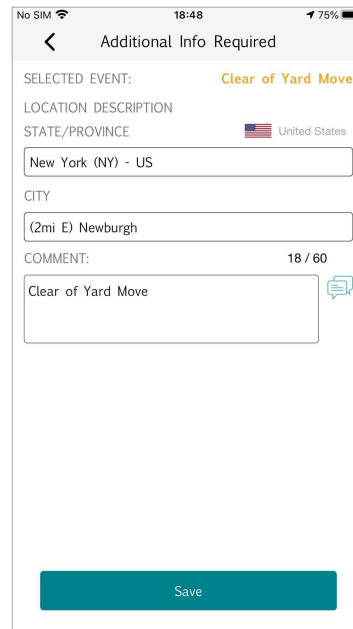 No SIM 18:48 75%
Additional Info Required
SELECTED EVENT: Clear of Yard Move
LOCATION DESCRIPTION
STATE/PROVINCE United States
New York (NY) - US
CITY
(2mi E) Newburgh
COMMENT: 18 / 60
Clear of Yard Move
Save